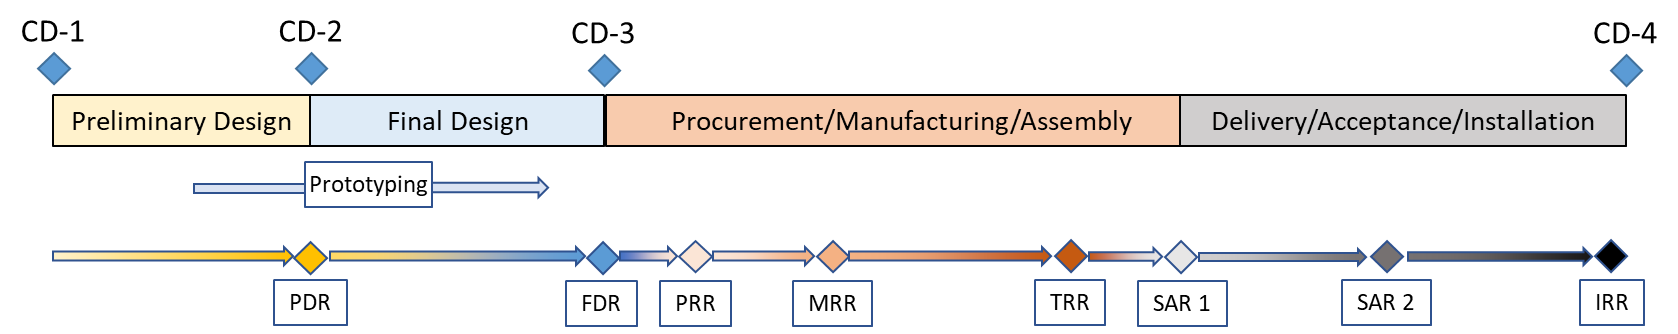 CD-1
CD-2
CD-3
CD-4
Preliminary Design
Final Design
Procurement/Manufacturing/Assembly
Delivery/Acceptance/Installation
Prototyping
PDR
FDR
PRR
MRR
TRR
SAR 1
SAR 2
IRR